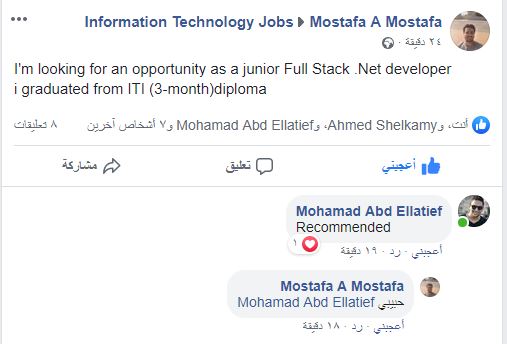 Mostafa A Mostafa ◂ Information Technology Jobs
٢٤ دقيقة ·
I'm looking for an opportunity as a junior Full Stack .Net developer
i graduated from ITI (3-month)diploma
أنت، وAhmed Shelkamy، وMohamad Abd Ellatief و٧ أشخاص آخرين
٨ تعليقات
أعجبني
تعليق
مشاركة
Mohamad Abd Ellatief
Recommended
١
أعجبني · رد · ١٩ دقيقة
Mostafa A Mostafa
حبيبي Mohamad Abd Ellatief
أعجبني · رد · ١٨ دقيقة